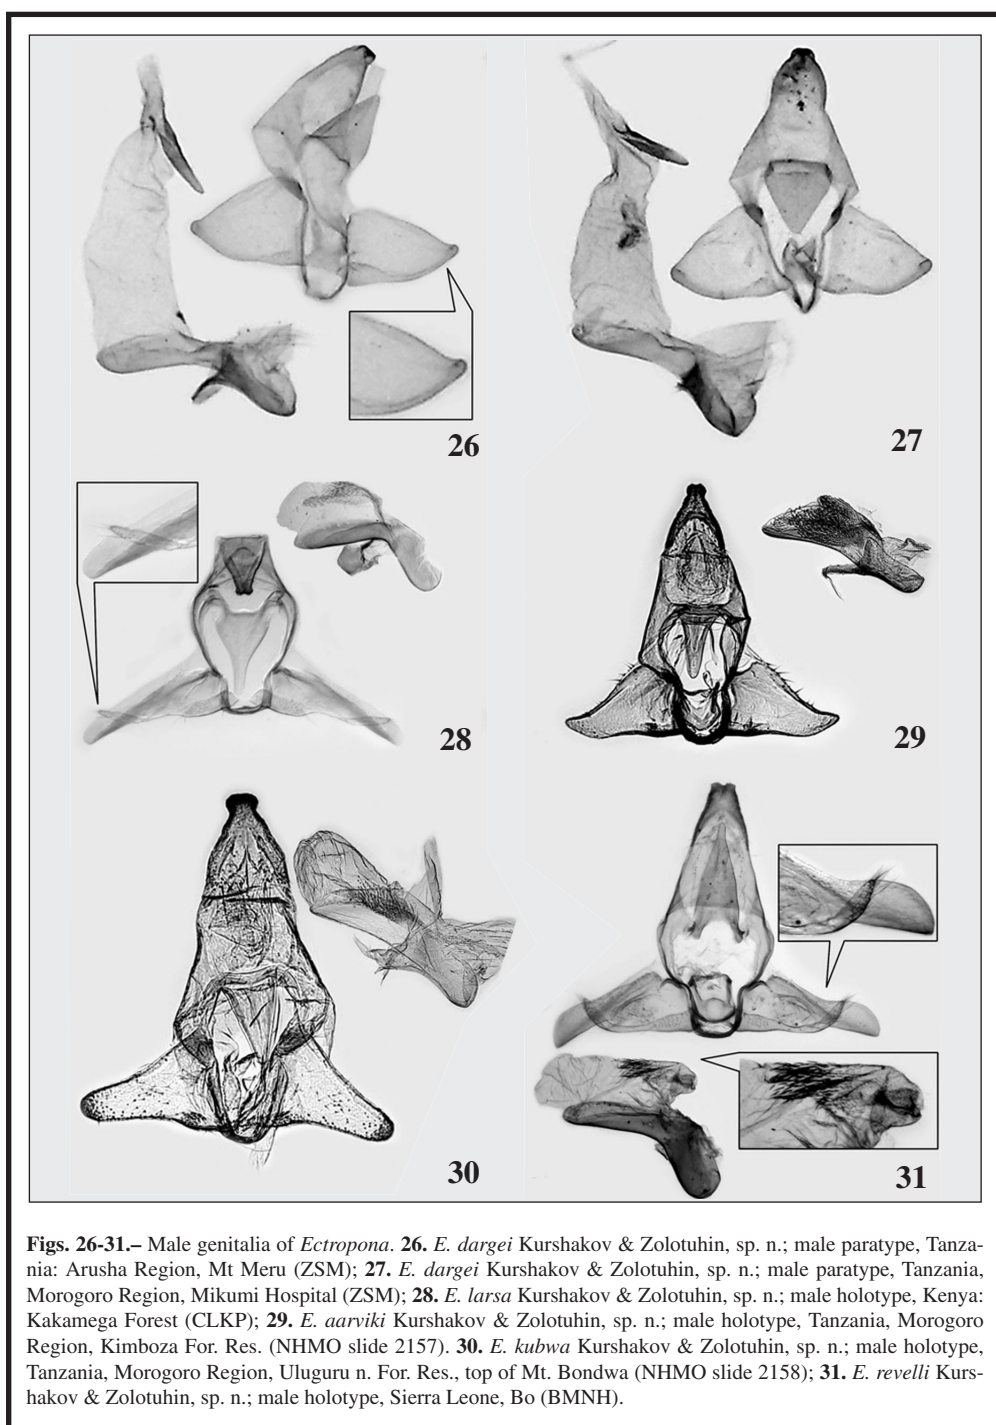 26
27
28
29
30
31
Figs. 26-31.– Male genitalia of Ectropona. 26. E. dargei Kurshakov & Zolotuhin, sp. n.; male paratype, Tanza-
nia: Arusha Region, Mt Meru (ZSM); 27. E. dargei Kurshakov & Zolotuhin, sp. n.; male paratype, Tanzania,
Morogoro Region, Mikumi Hospital (ZSM); 28. E. larsa Kurshakov & Zolotuhin, sp. n.; male holotype, Kenya:
Kakamega Forest (CLKP); 29. E. aarviki Kurshakov & Zolotuhin, sp. n.; male holotype, Tanzania, Morogoro
Region, Kimboza For. Res. (NHMO slide 2157). 30. E. kubwa Kurshakov & Zolotuhin, sp. n.; male holotype,
Tanzania, Morogoro Region, Uluguru n. For. Res., top of Mt. Bondwa (NHMO slide 2158); 31. E. revelli Kurs-
hakov & Zolotuhin, sp. n.; male holotype, Sierra Leone, Bo (BMNH).